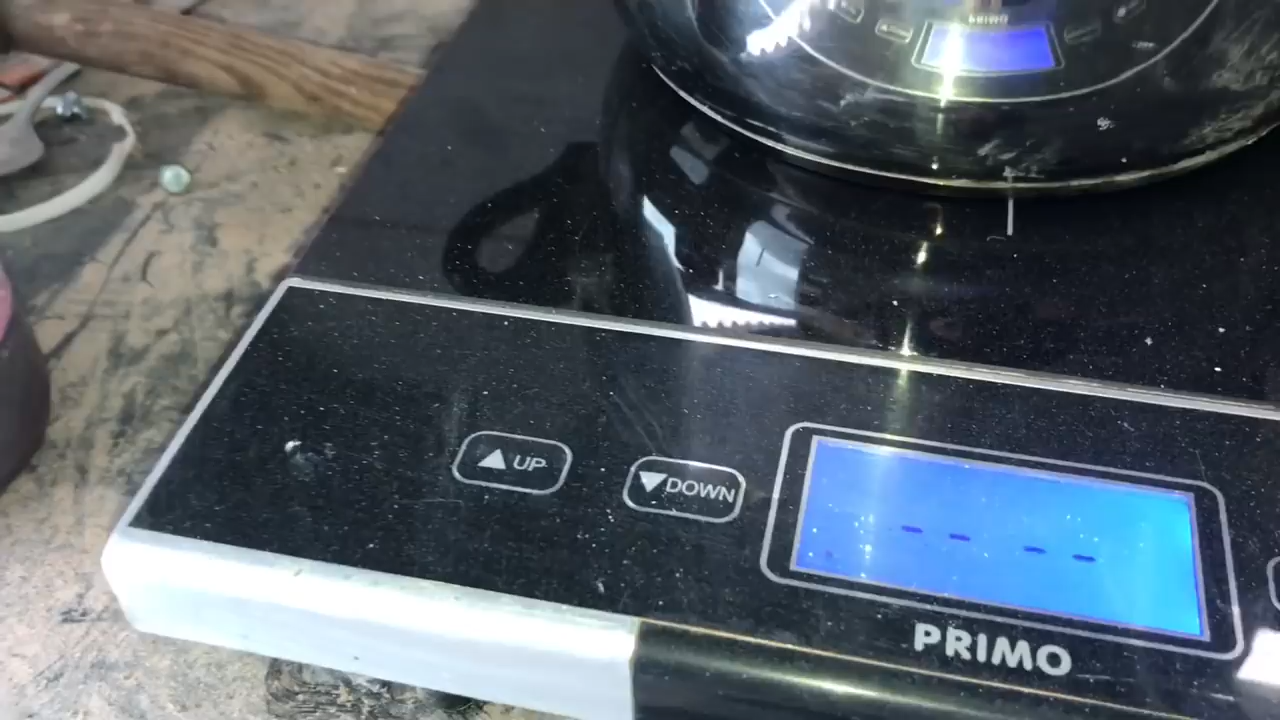 ▲ UP
▼ DOWN
- - - -
PRIMO